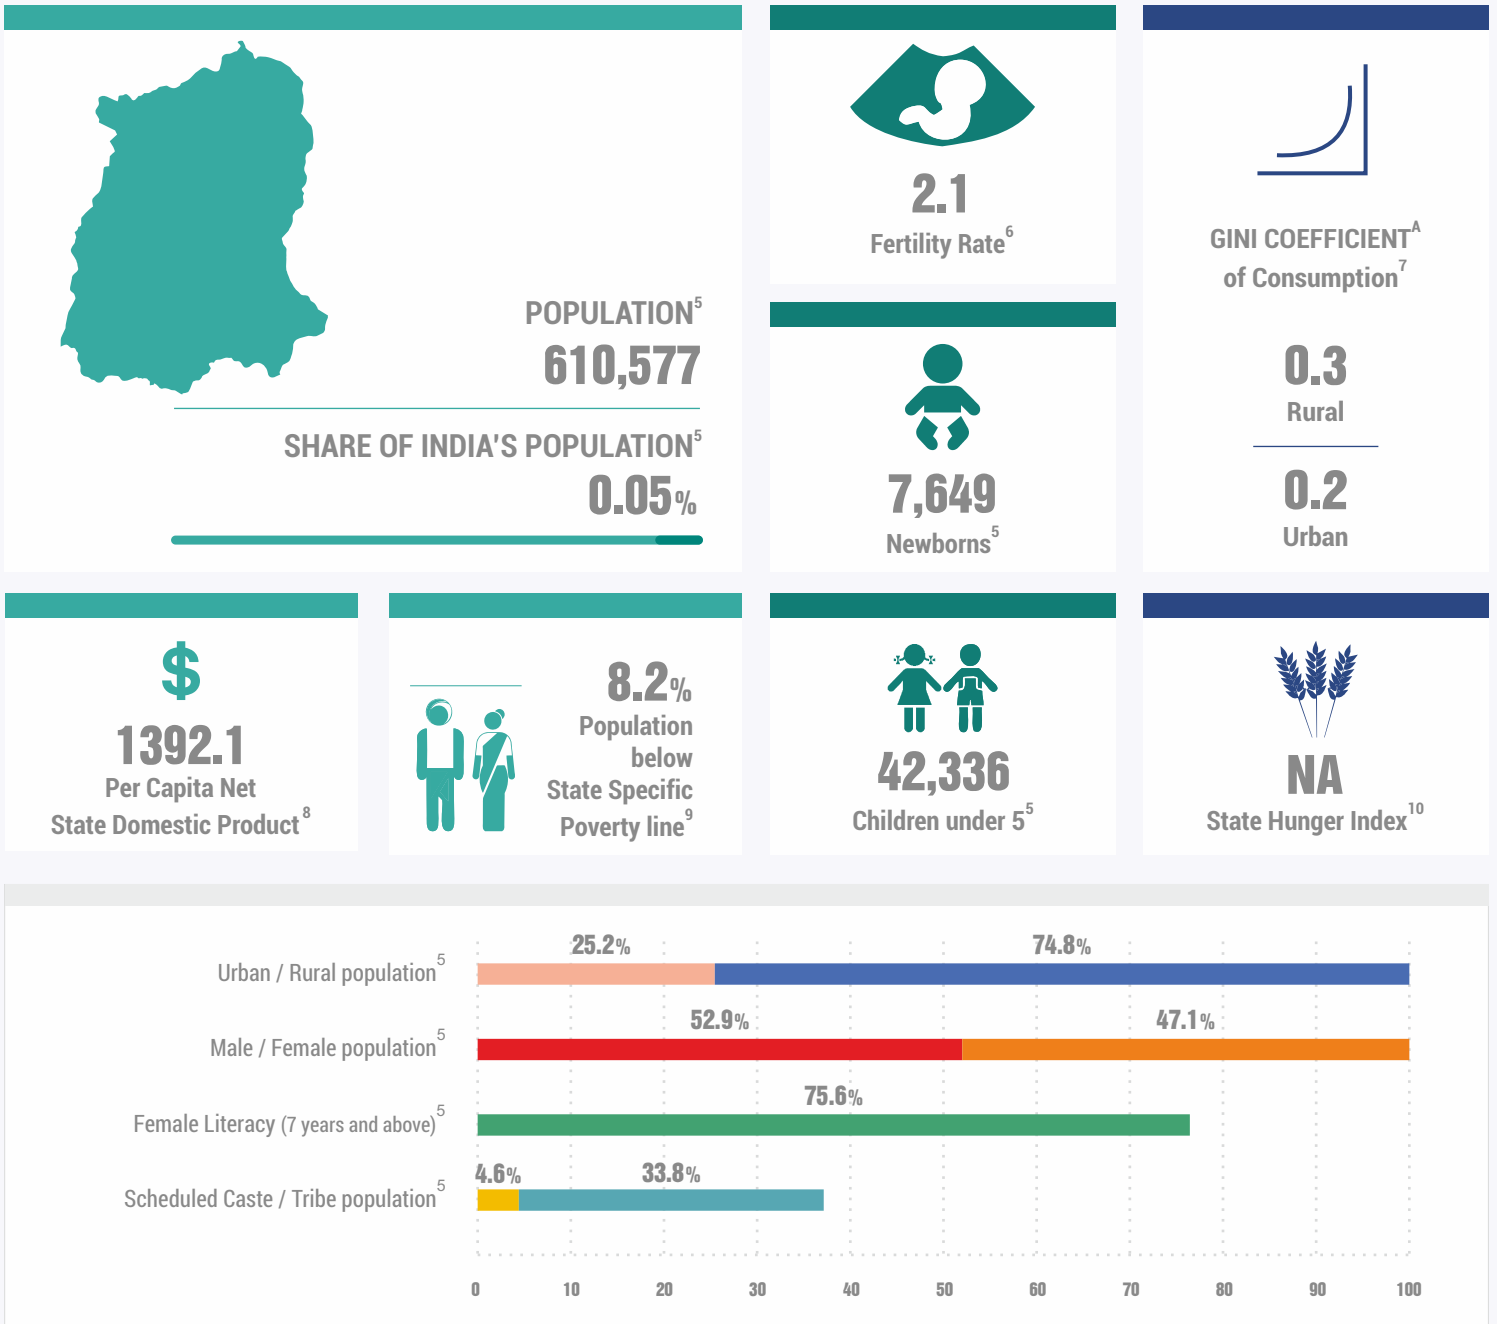 POPULATION5
610,577
SHARE OF INDIA'S POPULATION5
0.05%
2.1
Fertility Rate6
7,649
Newborns5
GINI COEFFICIENTA
of Consumption7
0.3
Rural
0.2
Urban
$
1392.1
Per Capita Net
State Domestic Product8
8.2%
Population
below
State Specific
Poverty line9
42,336
Children under 55
NA
State Hunger Index10
25.2% 74.8%
Urban / Rural population5
52.9% 47.1%
Male / Female population5
75.6%
Female Literacy (7 years and above)5
4.6% 33.8%
Scheduled Caste / Tribe population5
0 10 20 30 40 50 60 70 80 90 100